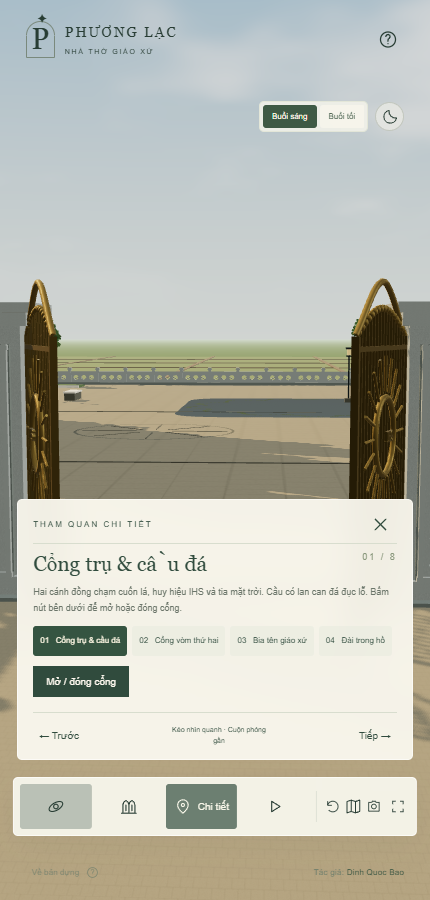 P PHƯƠNG LẠC
NHÀ THỜ GIÁO XỨ
Buổi sáng Buổi tối
THAM QUAN CHI TIẾT
Cổng trụ & cầu đá
01 / 8
Hai cánh đồng chạm cuốn lá, huy hiệu IHS và tia mặt trời. Cầu có lan can đá đục lỗ. Bấm
nút bên dưới để mở hoặc đóng cổng.
01 Cổng trụ & cầu đá 02 Cổng vòm thứ hai 03 Bia tên giáo xứ 04 Đài trong hồ
Mở / đóng cổng
← Trước
Kéo nhìn quanh · Cuộn phóng
gần
Tiếp →
Chi tiết
Về bản dựng ?
Tác giả: Dinh Quoc Bao